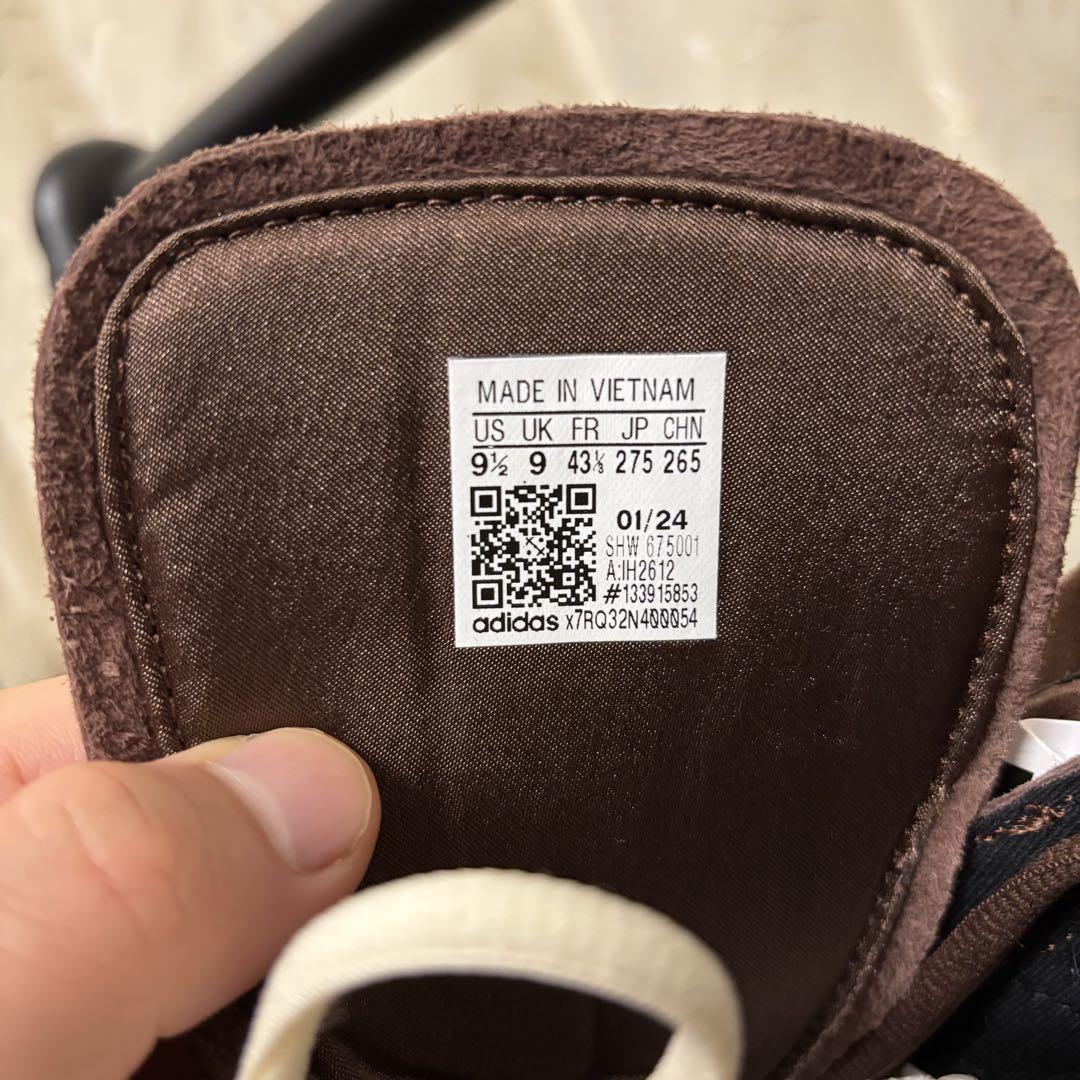 MADE IN VIETNAM
US UK FR JP CHN
9½ 9 43⅓ 275 265
01/24
SHW 675001
A:IH2612
#133915853
adidas x7RQ32N400054